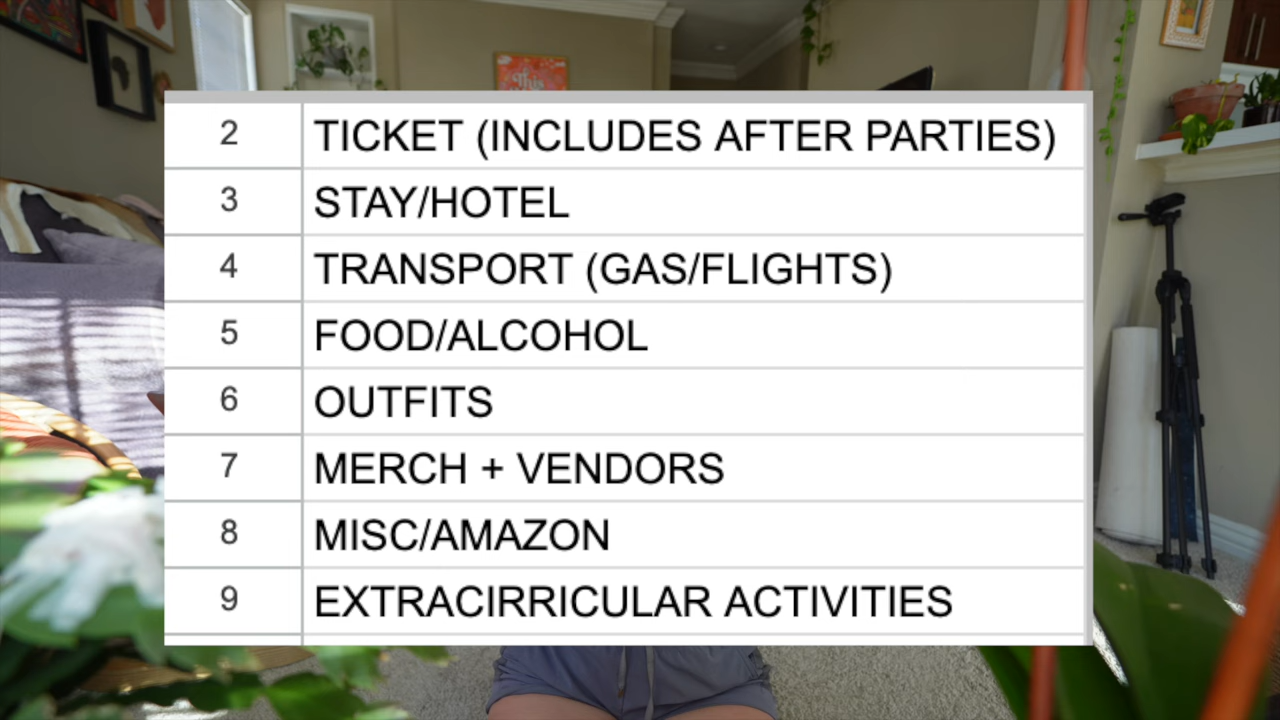 This
2 TICKET (INCLUDES AFTER PARTIES)
3 STAY/HOTEL
4 TRANSPORT (GAS/FLIGHTS)
5 FOOD/ALCOHOL
6 OUTFITS
7 MERCH + VENDORS
8 MISC/AMAZON
9 EXTRACIRRICULAR ACTIVITIES